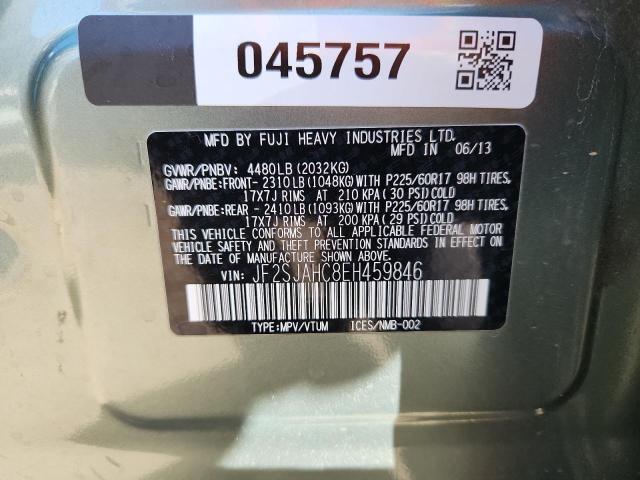 045757
MFD BY FUJI HEAVY INDUSTRIES LTD.
MFD IN 06/13
GVWR/PNBV: 4480LB (2032KG)
GAWR/PNBE:FRONT- 2310LB (1048KG) WITH P225/60R17 98H TIRES,
17X7J RIMS AT 210 KPA (30 PSI) COLD
GAWR/PNBE:REAR - 2410LB (1093KG) WITH P225/60R17 98H TIRES,
17X7J RIMS AT 200 KPA (29 PSI) COLD
THIS VEHICLE CONFORMS TO ALL APPLICABLE FEDERAL MOTOR
VEHICLE SAFETY AND THEFT PREVENTION STANDARDS IN EFFECT ON
THE DATE OF MANUFACTURE SHOWN ABOVE.
VIN: JF2SJAHC8EH459846
TYPE:MPV/VTUM ICES/NMB-002